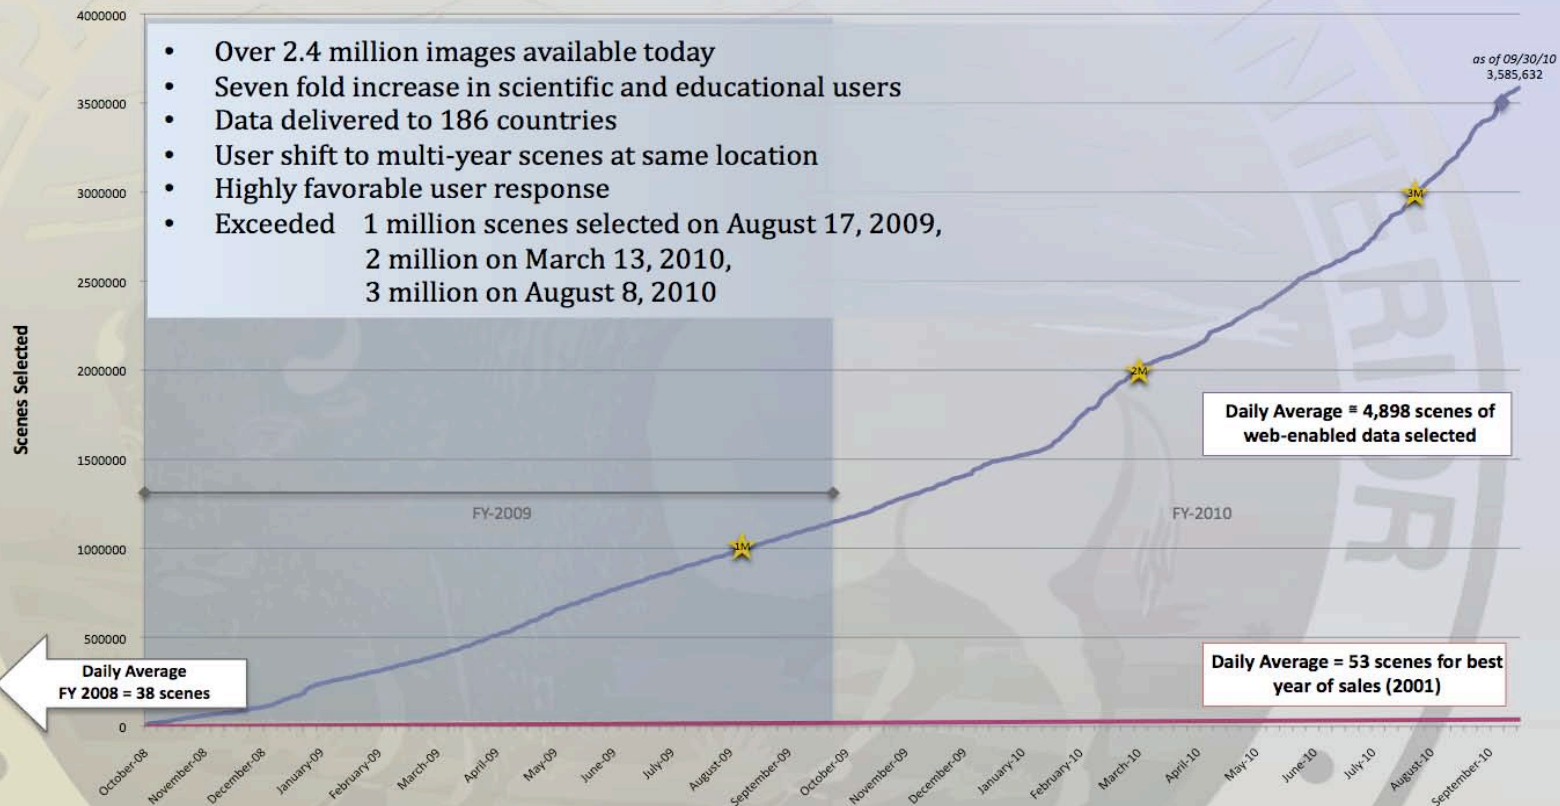 4000000
3500000
3000000
2500000
2000000
1500000
1000000
500000
0
Scenes Selected
• Over 2.4 million images available today
• Seven fold increase in scientific and educational users
• Data delivered to 186 countries
• User shift to multi-year scenes at same location
• Highly favorable user response
• Exceeded 1 million scenes selected on August 17, 2009,
2 million on March 13, 2010,
3 million on August 8, 2010
as of 09/30/10
3,585,632
3M
2M
1M
Daily Average ≅ 4,898 scenes of
web-enabled data selected
FY-2009
FY-2010
Daily Average
FY 2008 = 38 scenes
Daily Average = 53 scenes for best
year of sales (2001)
October-08
November-08
December-08
January-09
February-09
March-09
April-09
May-09
June-09
July-09
August-09
September-09
October-09
November-09
December-09
January-10
February-10
March-10
April-10
May-10
June-10
July-10
August-10
September-10